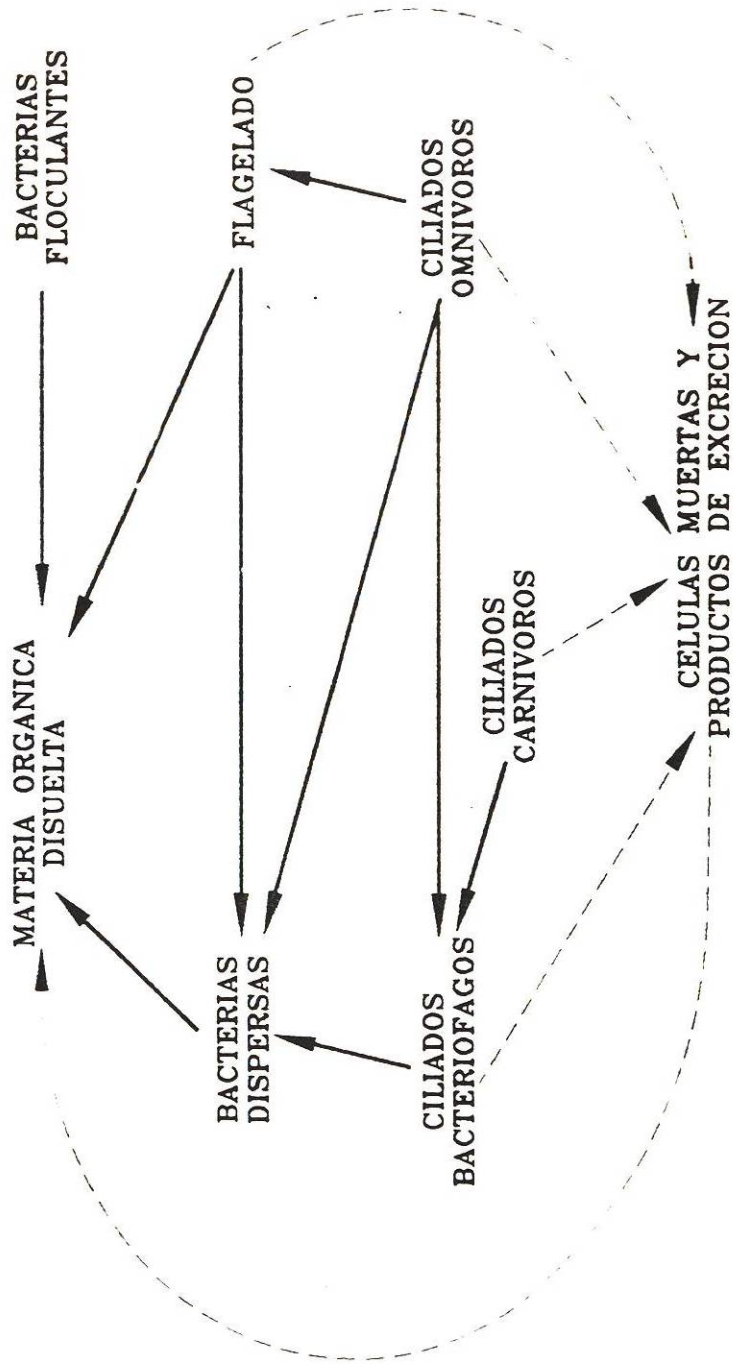 MATERIA ORGANICA
DISUELTA
BACTERIAS
FLOCULANTES
BACTERIAS
DISPERSAS
FLAGELADO
CILIADOS
BACTERIOFAGOS
CILIADOS
OMNIVOROS
CILIADOS
CARNIVOROS
CELULAS MUERTAS Y
PRODUCTOS DE EXCRECION